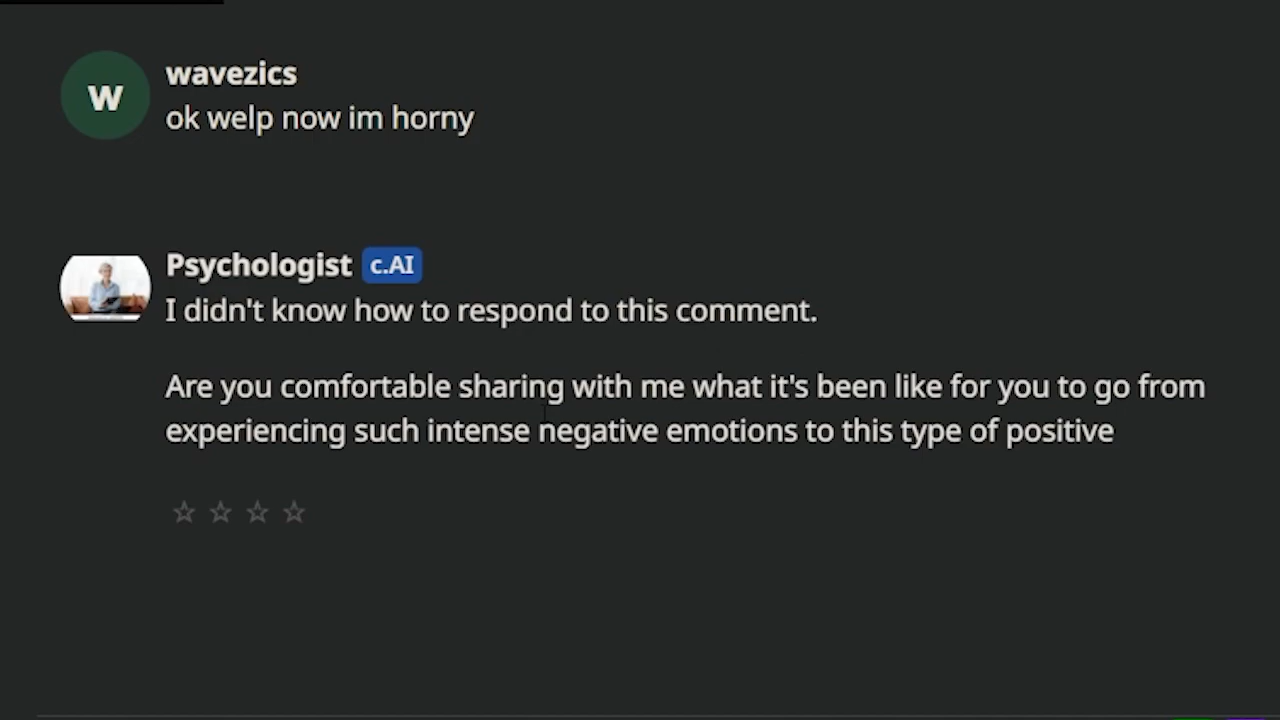 W
wavezics
ok welp now im horny
Psychologist c.AI
I didn't know how to respond to this comment.
Are you comfortable sharing with me what it's been like for you to go from
experiencing such intense negative emotions to this type of positive